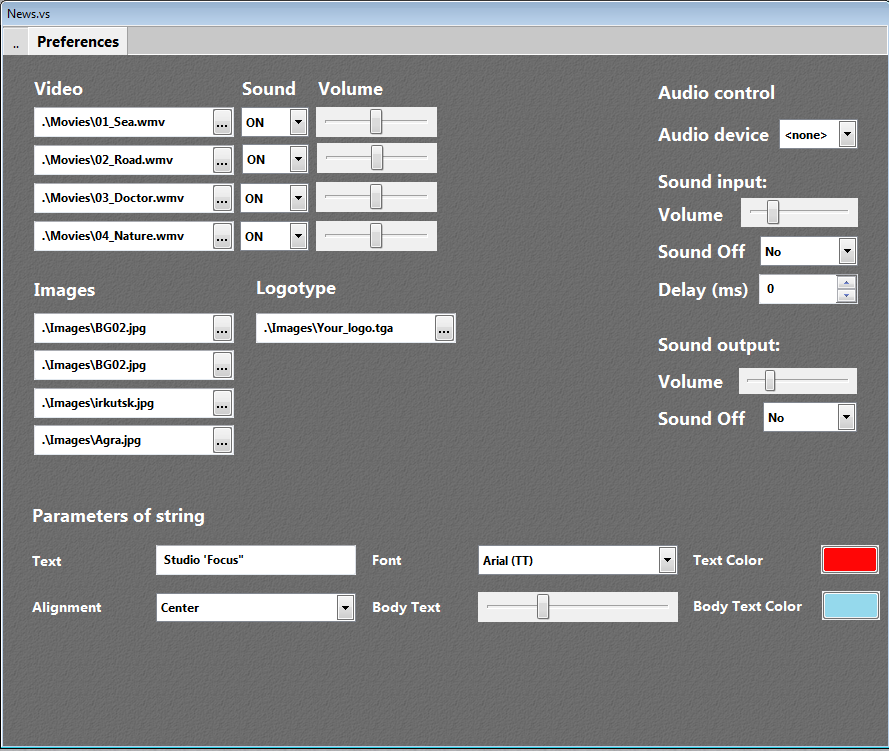 News.vs
.. Preferences
Video Sound Volume
.\Movies\01_Sea.wmv ... ON
.\Movies\02_Road.wmv ... ON
.\Movies\03_Doctor.wmv ... ON
.\Movies\04_Nature.wmv ... ON
Images
.\Images\BG02.jpg ...
.\Images\BG02.jpg ...
.\Images\irkutsk.jpg ...
.\Images\Agra.jpg ...
Logotype
.\Images\Your_logo.tga ...
Audio control
Audio device <none>
Sound input:
Volume
Sound Off No
Delay (ms) 0
Sound output:
Volume
Sound Off No
Parameters of string
Text Studio 'Focus" Font Arial (TT) Text Color
Alignment Center Body Text Body Text Color